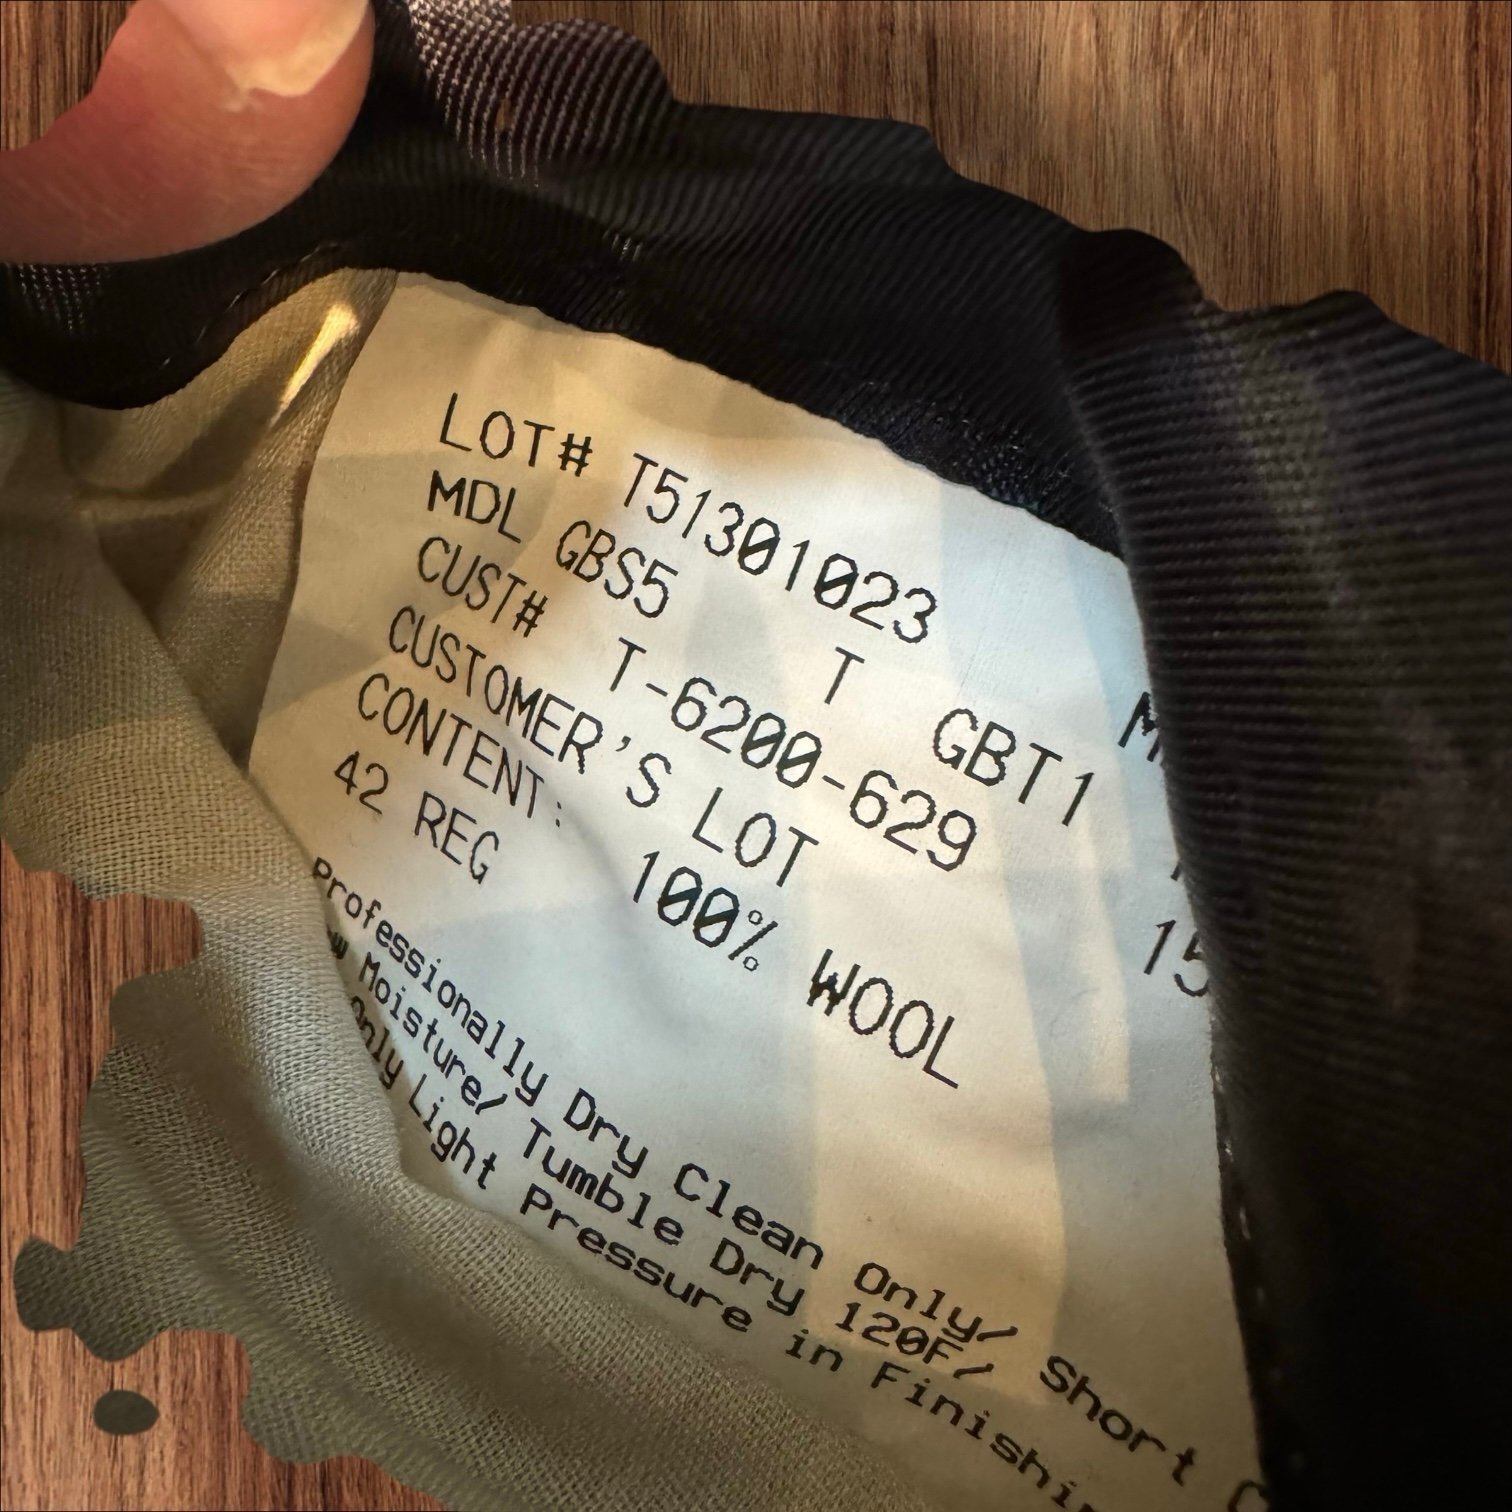 LOT# T51301023
MDL GBS5 T GBT1
CUST# T-6200-629
CUSTOMER'S LOT 15
CONTENT: 100% WOOL
42 REG
Professionally Dry Clean Only/ Short
Moisture/ Tumble Dry 120F/
Only Light Pressure in